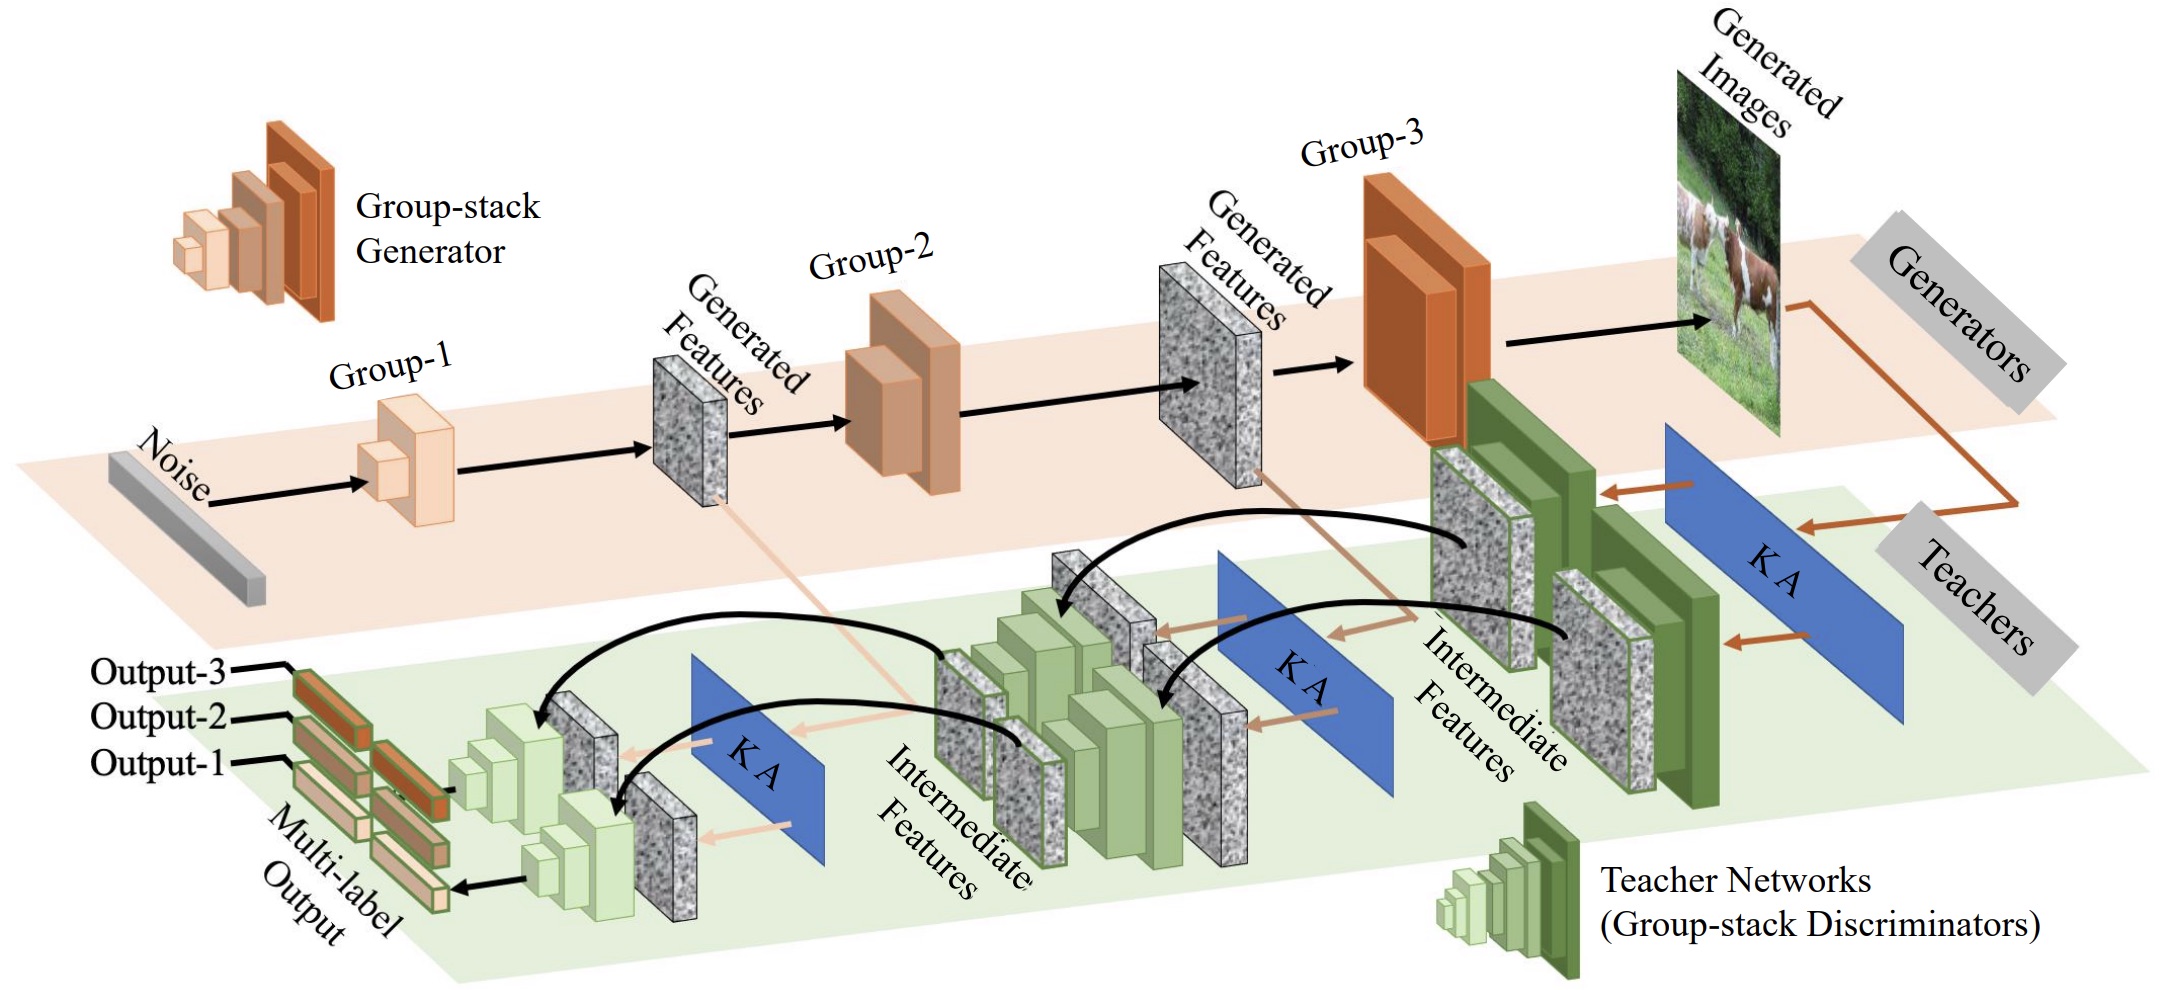 Generated
Images
Group-3
Group-stack
Generator
Generated
Features
Group-2
Generators
Generated
Features
Group-1
Noise
K A
Teachers
K A
Intermediate
Features
Output-3
Output-2
Output-1
K A
Intermediate
Features
Multi-label
Output
Teacher Networks
(Group-stack Discriminators)